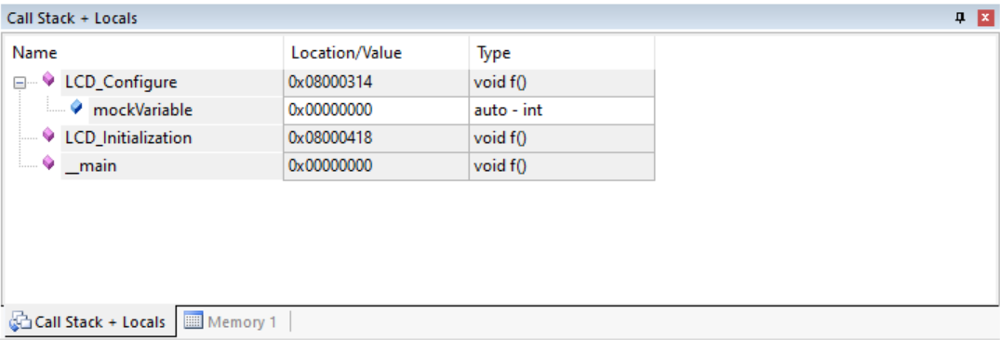 Call Stack + Locals
Name Location/Value Type
LCD_Configure 0x08000314 void f()
mockVariable 0x00000000 auto - int
LCD_Initialization 0x08000418 void f()
__main 0x00000000 void f()
Call Stack + Locals Memory 1